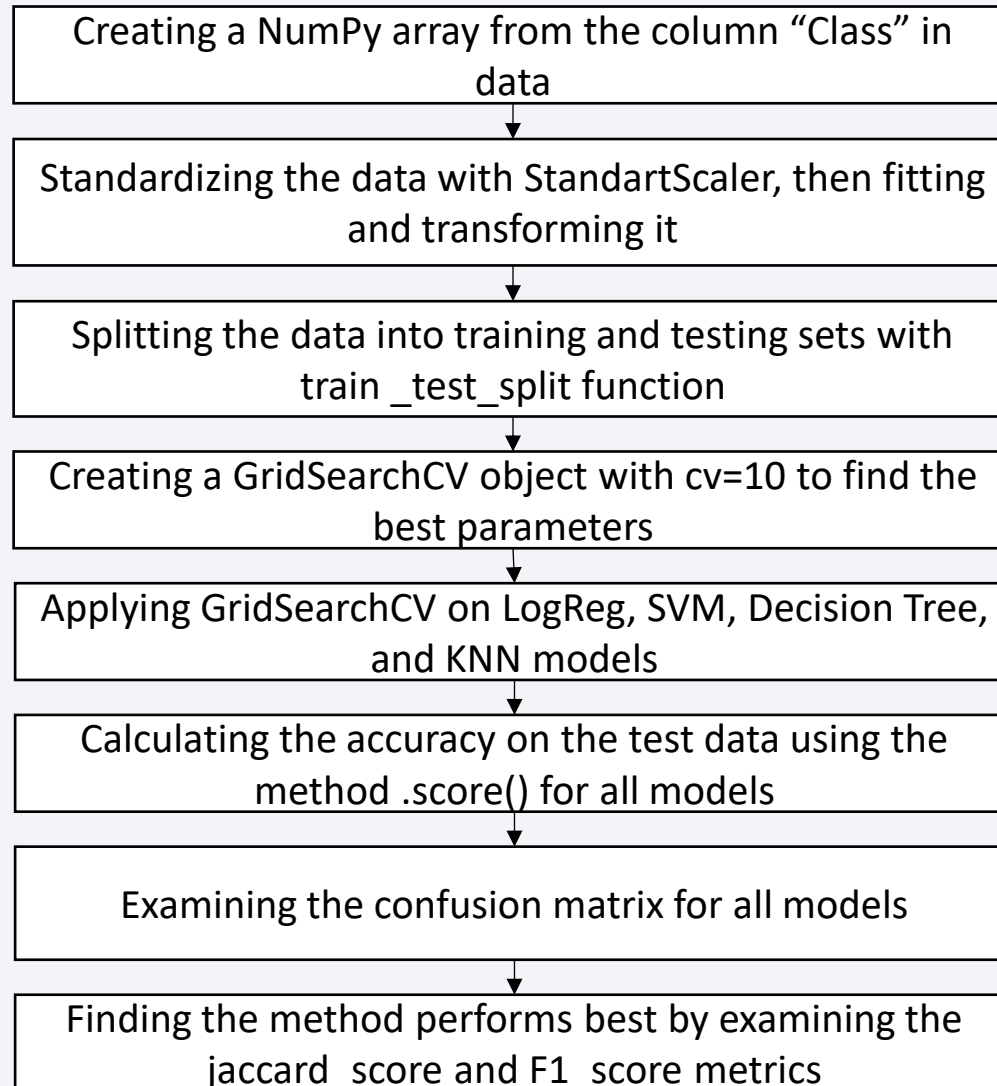 Creating a NumPy array from the column “Class” in
data
Standardizing the data with StandartScaler, then fitting
and transforming it
Splitting the data into training and testing sets with
train _test_split function
Creating a GridSearchCV object with cv=10 to find the
best parameters
Applying GridSearchCV on LogReg, SVM, Decision Tree,
and KNN models
Calculating the accuracy on the test data using the
method .score() for all models
Examining the confusion matrix for all models
Finding the method performs best by examining the
jaccard_score and F1_score metrics